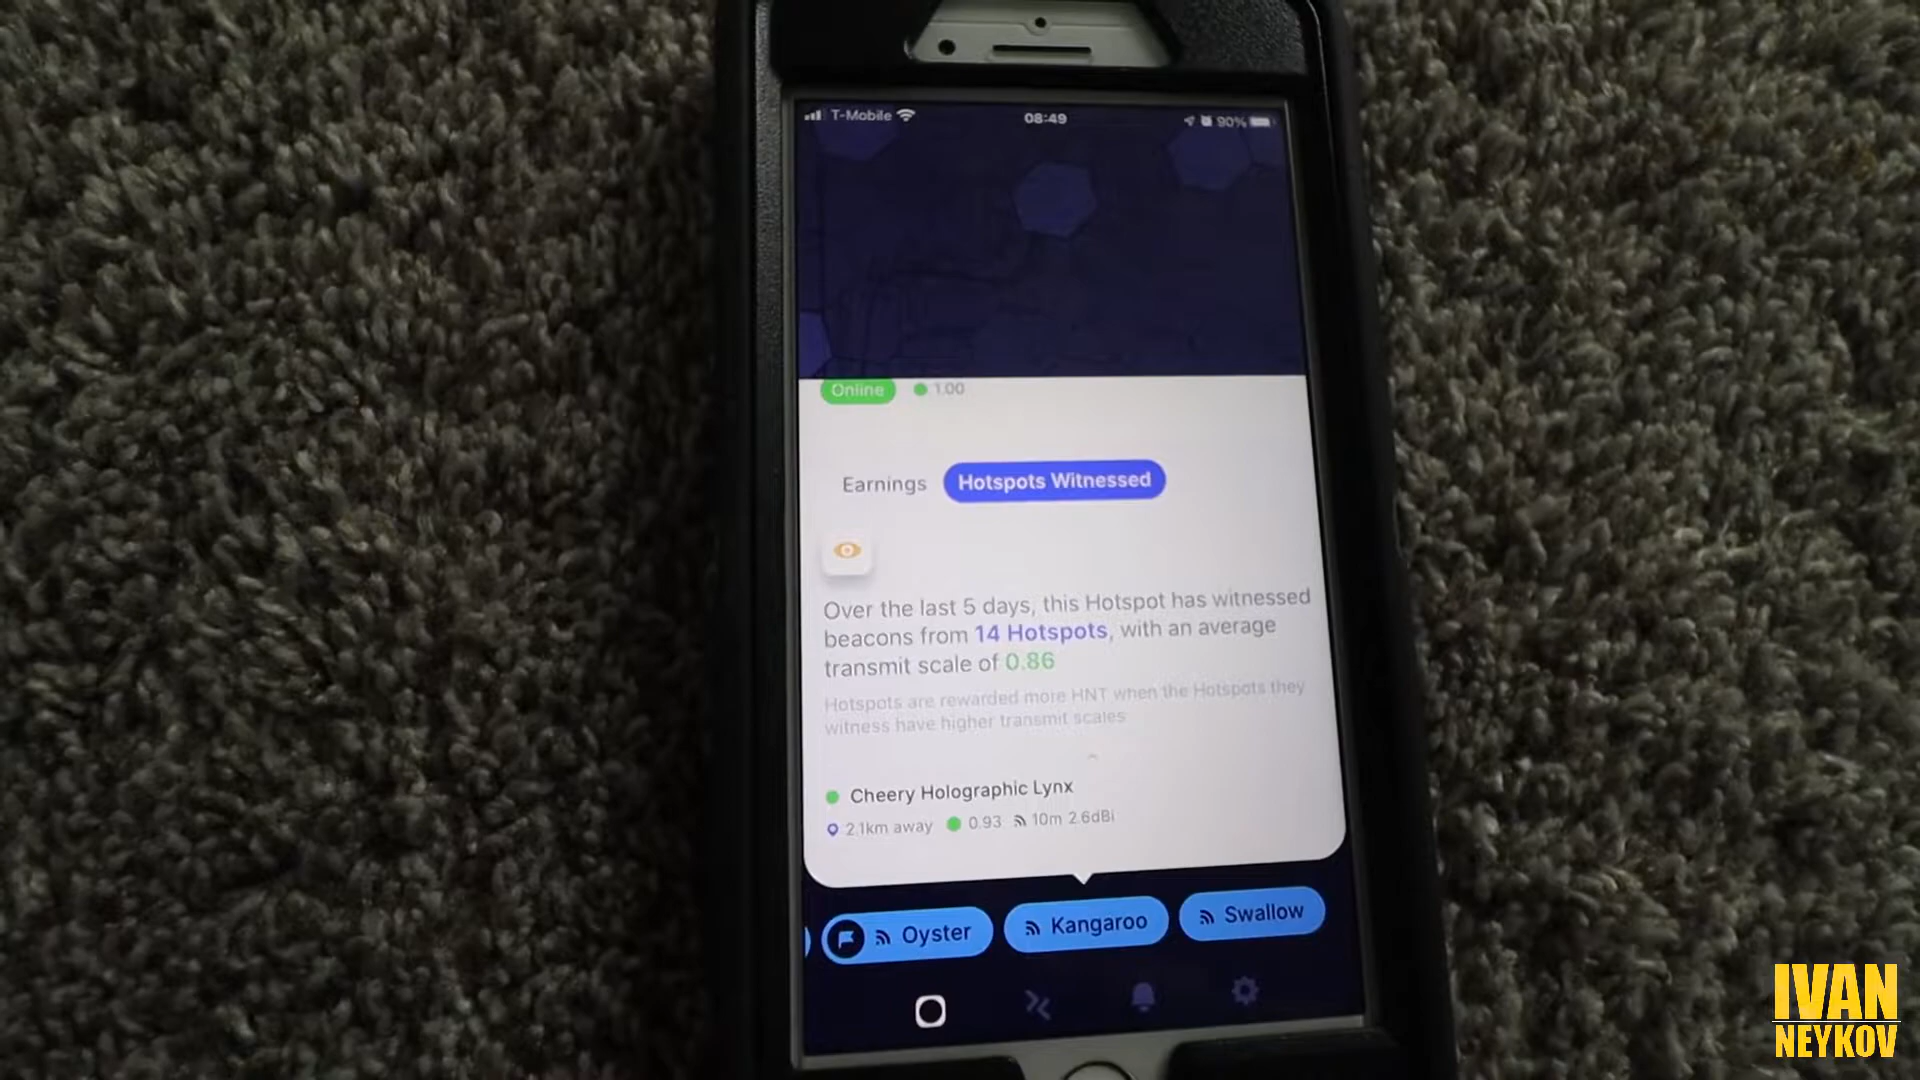 T-Mobile 08:49 90%
Online 1.00
Earnings Hotspots Witnessed
Over the last 5 days, this Hotspot has witnessed
beacons from 14 Hotspots, with an average
transmit scale of 0.86
Hotspots are rewarded more HNT when the Hotspots they
witness have higher transmit scales
Cheery Holographic Lynx
2.1km away 0.93 10m 2.6dBi
Oyster Kangaroo Swallow
IVAN
NEYKOV